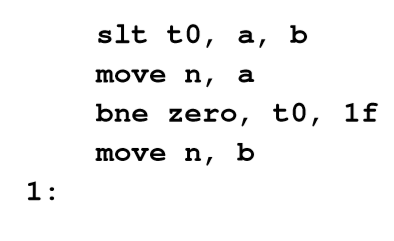 slt t0, a, b
move n, a
bne zero, t0, 1f
move n, b
1: